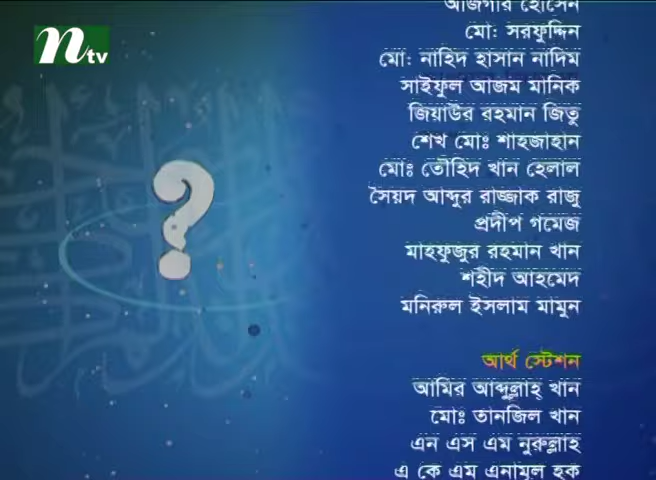 ntv
আজগার হোসেন
মো: সরফুদ্দিন
মো: নাহিদ হাসান নাদিম
সাইফুল আজম মানিক
জিয়াউর রহমান জিতু
শেখ মোঃ শাহজাহান
মোঃ তৌহিদ খান হেলাল
সৈয়দ আব্দুর রাজ্জাক রাজু
প্রদীপ গমেজ
মাহফুজুর রহমান খান
শহীদ আহমেদ
মনিরুল ইসলাম মামুন
আর্থ স্টেশন
আমির আব্দুল্লাহ্ খান
মোঃ তানজিল খান
এন এস এম নুরুল্লাহ
এ কে এম এনামুল হক
?